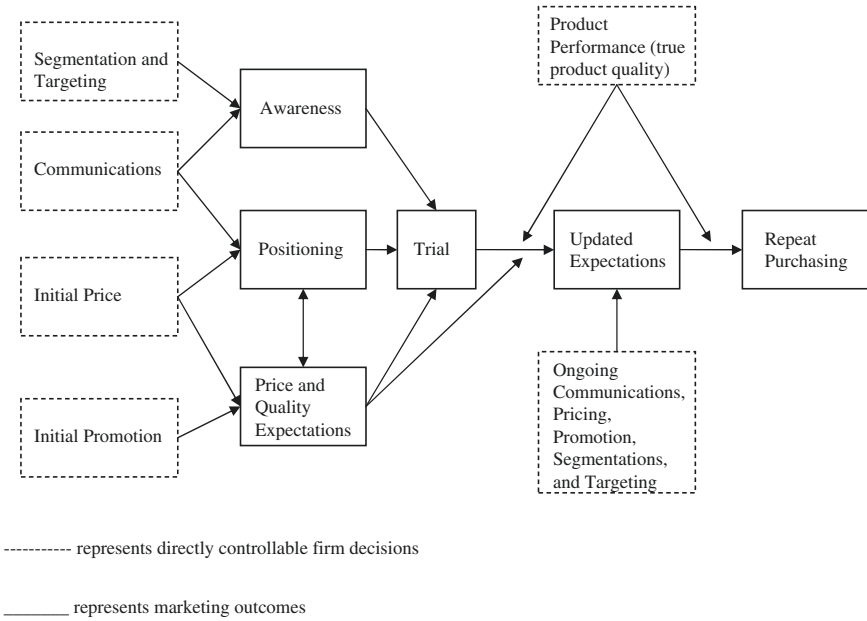 Segmentation and
Targeting
Communications
Initial Price
Initial Promotion
Awareness
Positioning
Price and
Quality
Expectations
Trial
Product
Performance (true
product quality)
Updated
Expectations
Repeat
Purchasing
Ongoing
Communications,
Pricing,
Promotion,
Segmentations,
and Targeting
----------- represents directly controllable firm decisions
_______ represents marketing outcomes